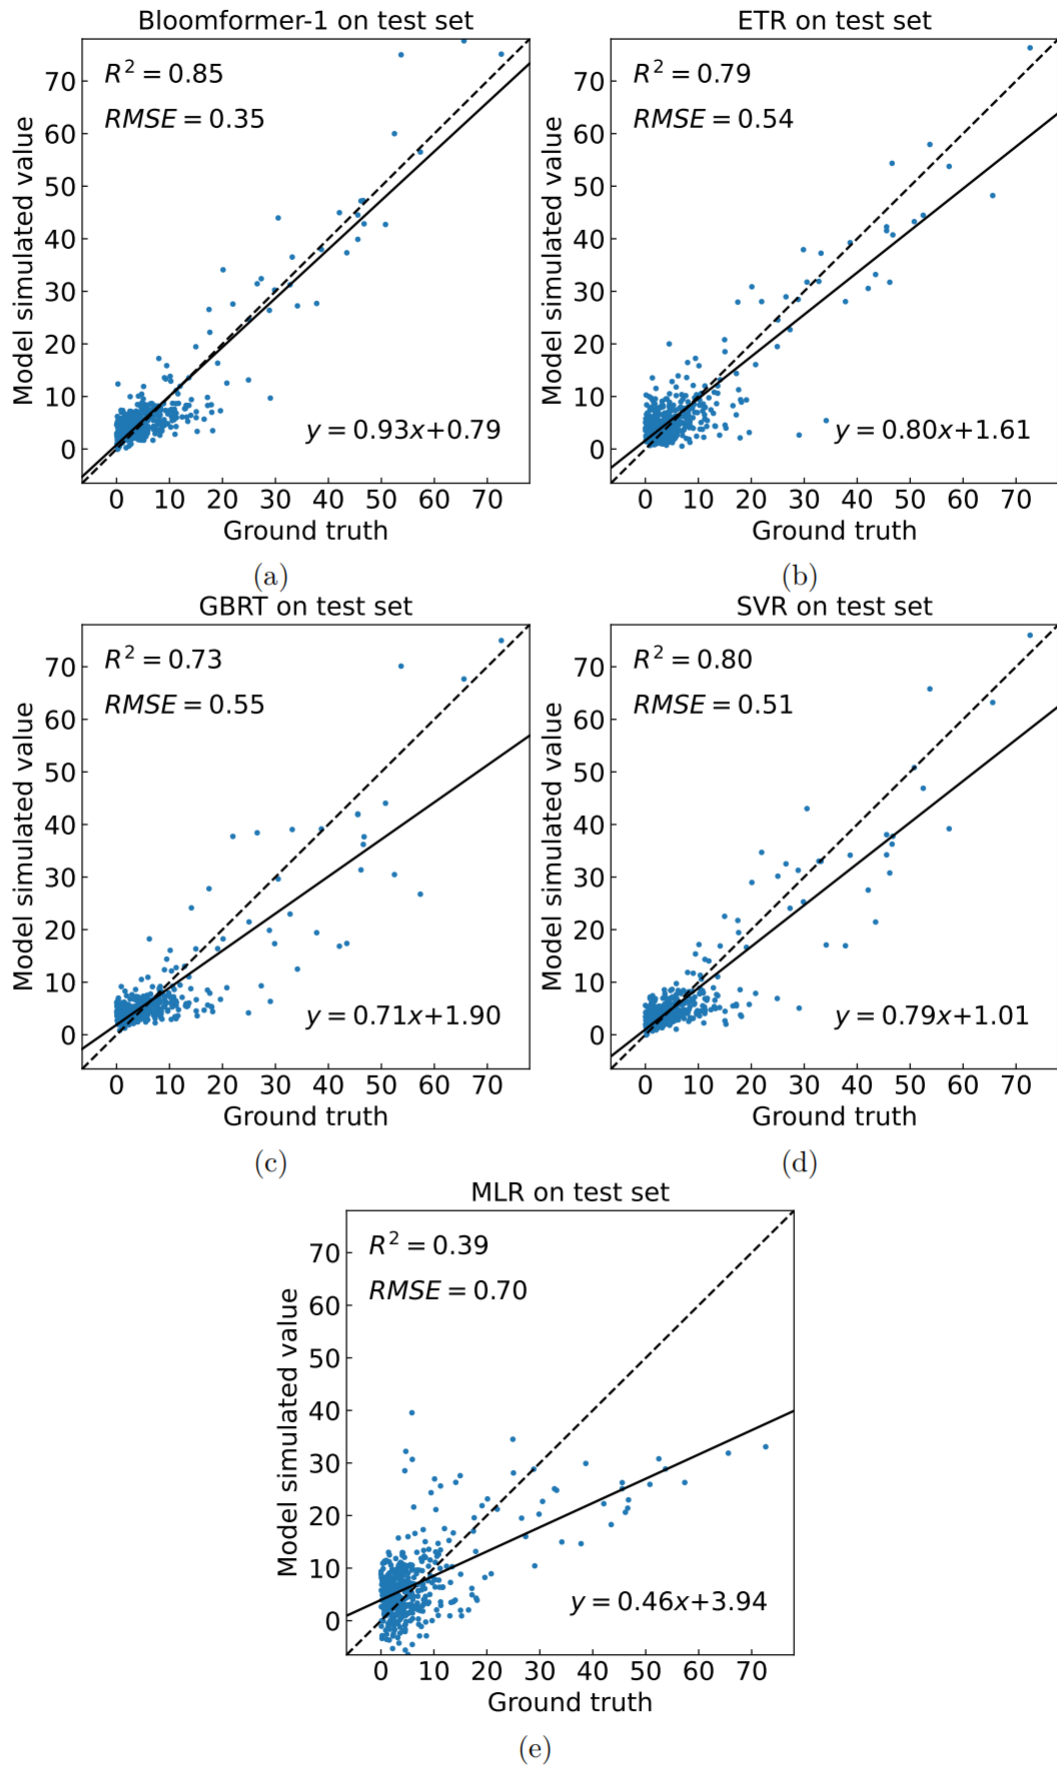 Bloomformer-1 on test set
R² = 0.85
RMSE = 0.35
y = 0.93x+0.79
Model simulated value
70
60
50
40
30
20
10
0
0 10 20 30 40 50 60 70
Ground truth
(a)
ETR on test set
R² = 0.79
RMSE = 0.54
y = 0.80x+1.61
Model simulated value
70
60
50
40
30
20
10
0
0 10 20 30 40 50 60 70
Ground truth
(b)
GBRT on test set
R² = 0.73
RMSE = 0.55
y = 0.71x+1.90
Model simulated value
70
60
50
40
30
20
10
0
0 10 20 30 40 50 60 70
Ground truth
(c)
SVR on test set
R² = 0.80
RMSE = 0.51
y = 0.79x+1.01
Model simulated value
70
60
50
40
30
20
10
0
0 10 20 30 40 50 60 70
Ground truth
(d)
MLR on test set
R² = 0.39
RMSE = 0.70
y = 0.46x+3.94
Model simulated value
70
60
50
40
30
20
10
0
0 10 20 30 40 50 60 70
Ground truth
(e)